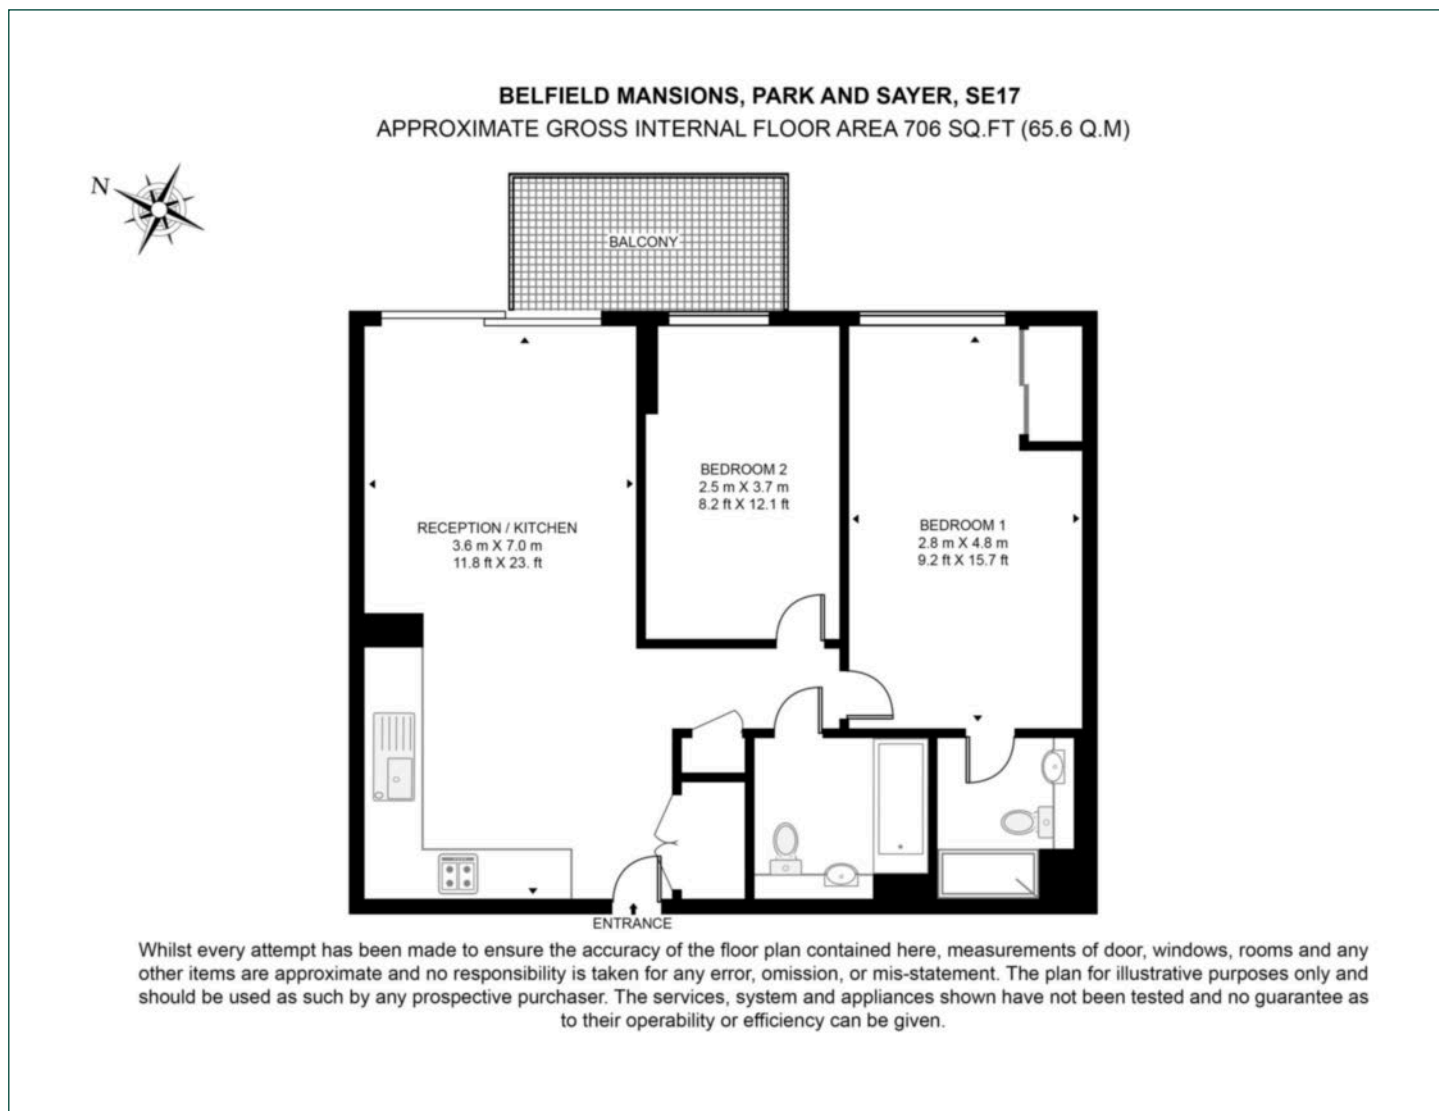 BELFIELD MANSIONS, PARK AND SAYER, SE17
APPROXIMATE GROSS INTERNAL FLOOR AREA 706 SQ.FT (65.6 Q.M)
N
BALCONY
BEDROOM 2
2.5 m X 3.7 m
8.2 ft X 12.1 ft
RECEPTION / KITCHEN
3.6 m X 7.0 m
11.8 ft X 23. ft
BEDROOM 1
2.8 m X 4.8 m
9.2 ft X 15.7 ft
ENTRANCE
Whilst every attempt has been made to ensure the accuracy of the floor plan contained here, measurements of door, windows, rooms and any
other items are approximate and no responsibility is taken for any error, omission, or mis-statement. The plan for illustrative purposes only and
should be used as such by any prospective purchaser. The services, system and appliances shown have not been tested and no guarantee as
to their operability or efficiency can be given.